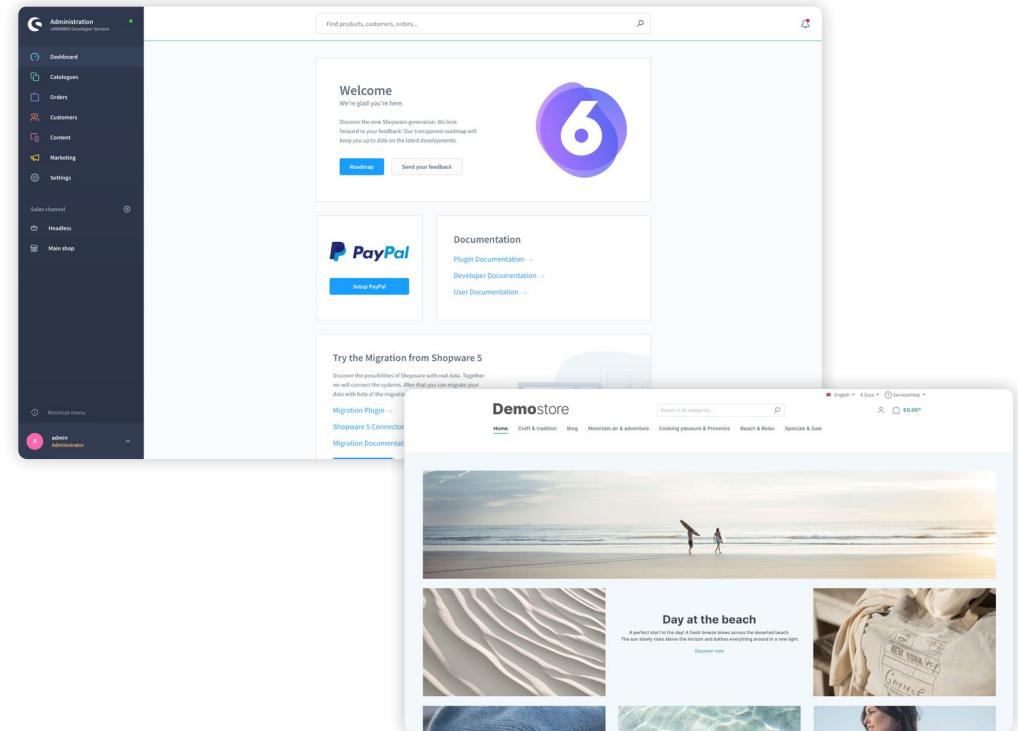 Administration
v9999999 Developer Version
Dashboard
Catalogues
Orders
Customers
Content
Marketing
Settings
Sales channel
Headless
Main shop
Minimize menu
A
admin
Administrator
Find products, customers, orders...
Welcome
We're glad you're here.
Discover the new Shopware generation. We look
forward to your feedback! Our transparent roadmap will
keep you up to date on the latest developments.
Roadmap
Send your feedback
6
PayPal
Setup PayPal
Documentation
Plugin Documentation →
Developer Documentation →
User Documentation →
Try the Migration from Shopware 5
Discover the possibilities of Shopware with real data. Together
we will connect the systems. After that you can migrate your
data with help of the migratio
Migration Plugin →
Shopware 5 Connector
Migration Documentat
English
€ Euro
? Service/Help
Demostore
Search in all categories...
€0.00*
Home
Craft & tradition
Blog
Mountain air & adventure
Cooking pleasure & Provence
Beach & Relax
Specials & Sale
Day at the beach
A perfect start to the day! A fresh breeze blows across the deserted beach.
The sun slowly rises above the horizon and bathes everything around in a new light.
Discover now
NEW YORK